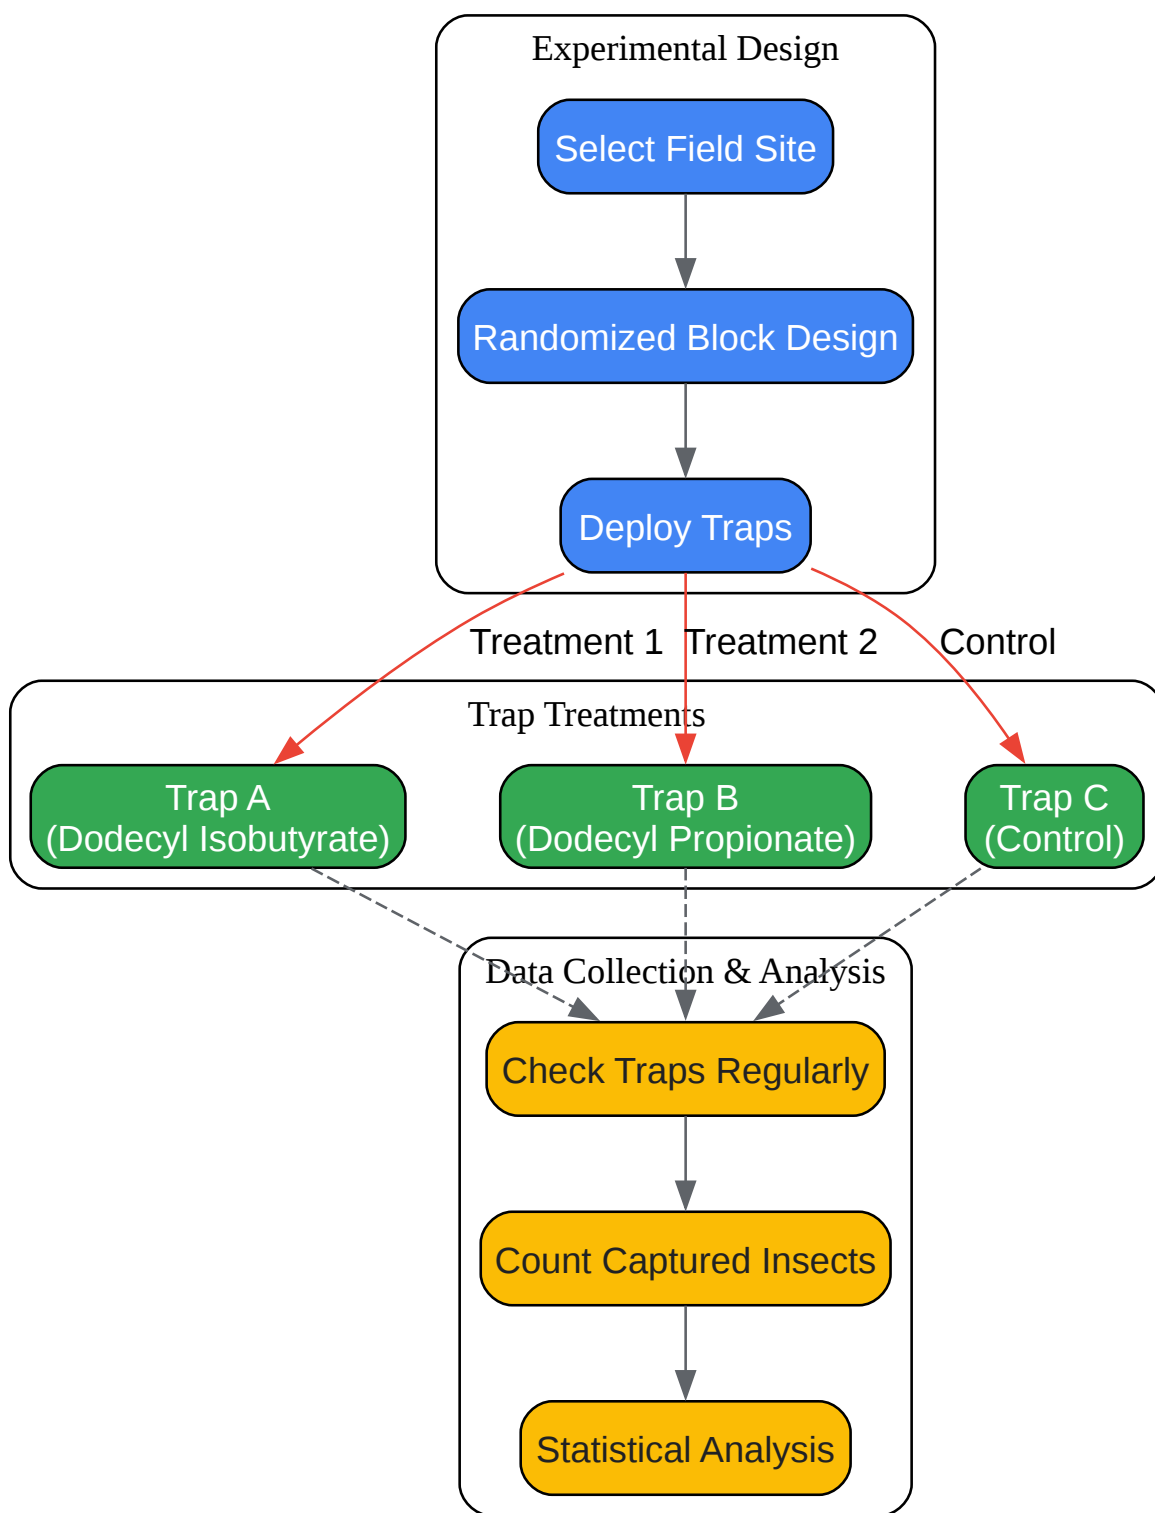 Experimental Design
Select Field Site
Randomized Block Design
Deploy Traps
Treatment 1
Treatment 2
Control
Trap Treatments
Trap A
(Dodecyl Isobutyrate)
Trap B
(Dodecyl Propionate)
Trap C
(Control)
Data Collection & Analysis
Check Traps Regularly
Count Captured Insects
Statistical Analysis